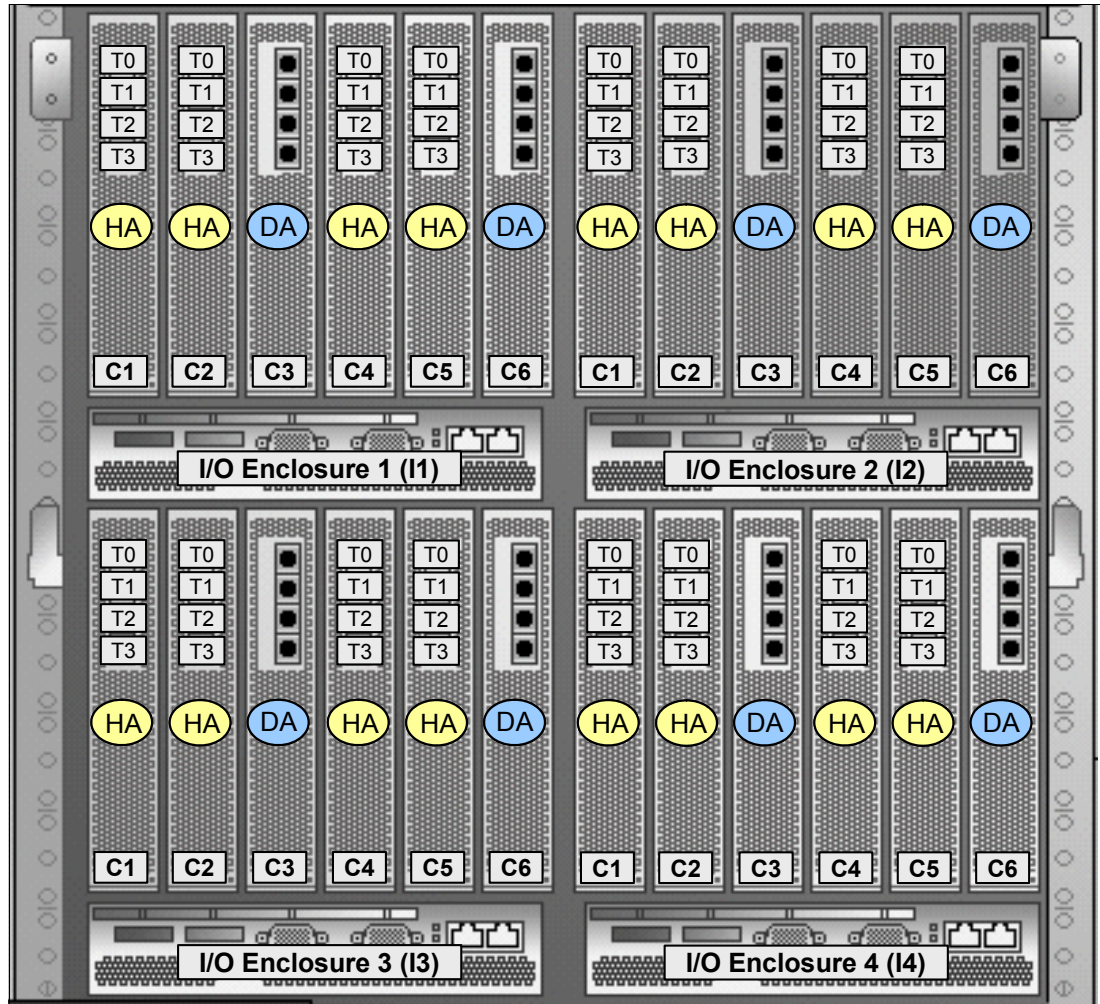 T0 T0 T0 T0 T0 T0 T0 T0
T1 T1 T1 T1 T1 T1 T1 T1
T2 T2 T2 T2 T2 T2 T2 T2
T3 T3 T3 T3 T3 T3 T3 T3
HA HA DA HA HA DA HA HA DA HA HA DA
C1 C2 C3 C4 C5 C6 C1 C2 C3 C4 C5 C6
I/O Enclosure 1 (I1) I/O Enclosure 2 (I2)
T0 T0 T0 T0 T0 T0 T0 T0
T1 T1 T1 T1 T1 T1 T1 T1
T2 T2 T2 T2 T2 T2 T2 T2
T3 T3 T3 T3 T3 T3 T3 T3
HA HA DA HA HA DA HA HA DA HA HA DA
C1 C2 C3 C4 C5 C6 C1 C2 C3 C4 C5 C6
I/O Enclosure 3 (I3) I/O Enclosure 4 (I4)